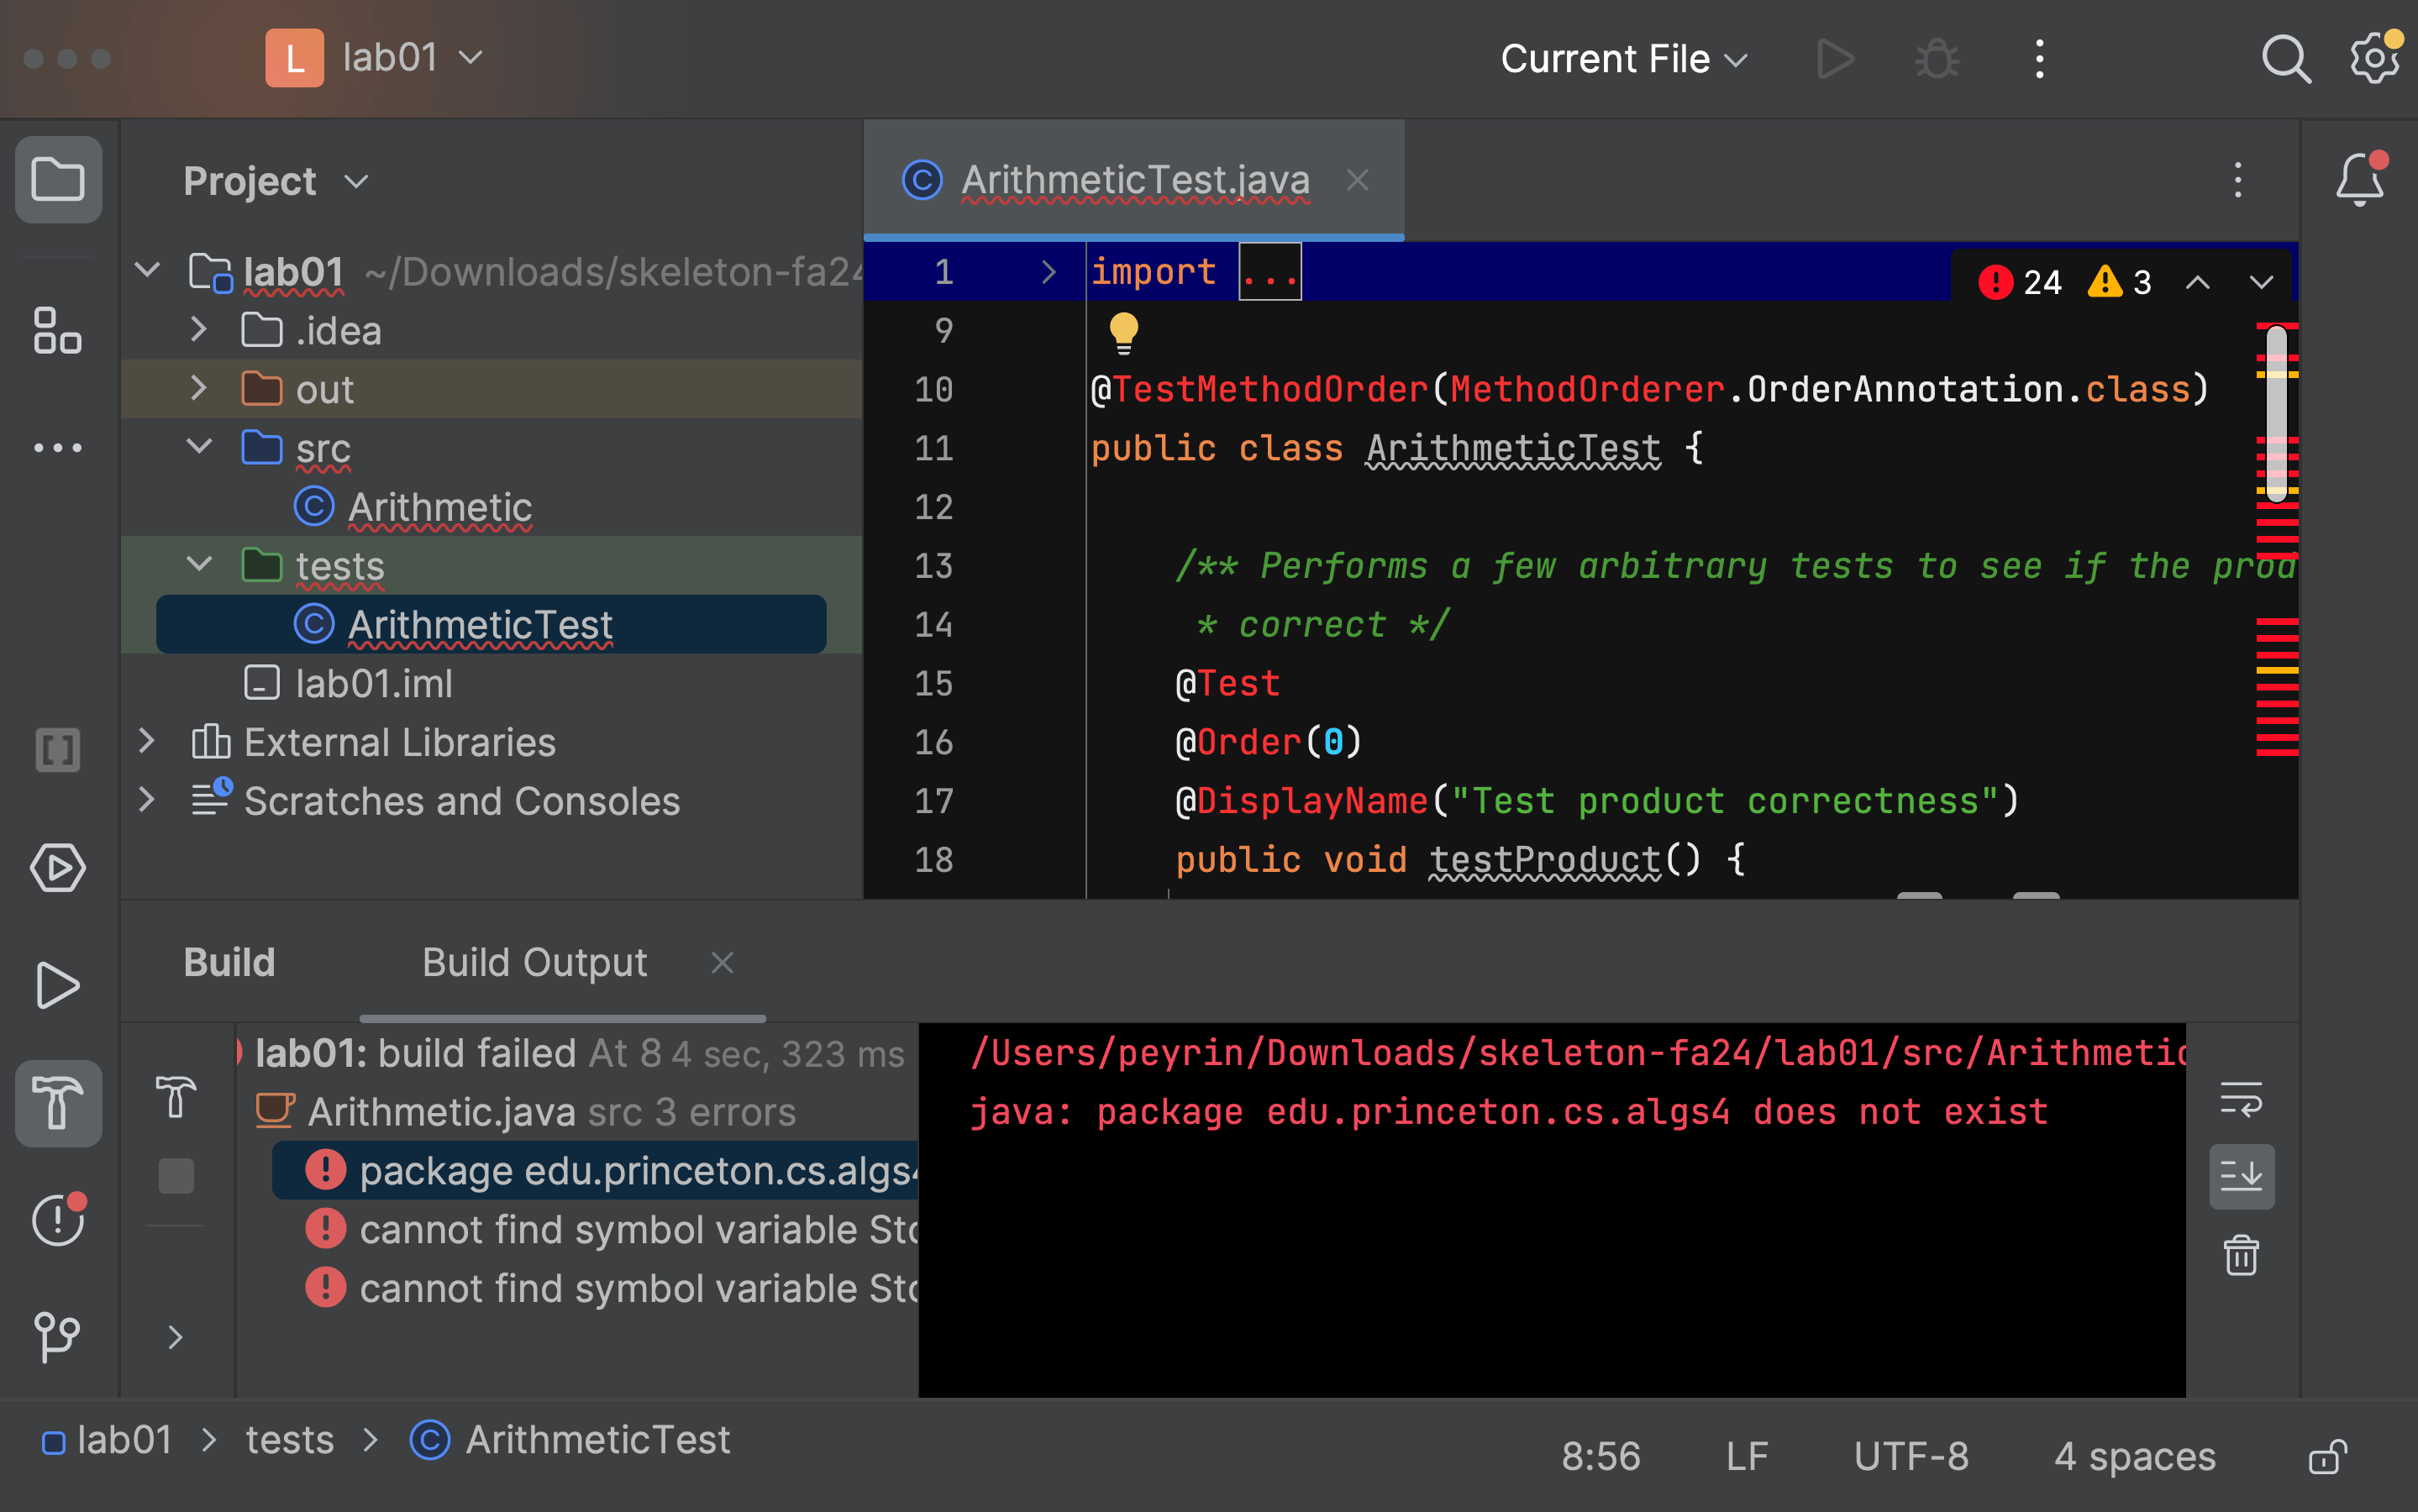 L lab01 Current File
Project
ArithmeticTest.java
lab01 ~/Downloads/skeleton-fa24
.idea
out
src
Arithmetic
tests
ArithmeticTest
lab01.iml
External Libraries
Scratches and Consoles
1 import ... 24 3
9
10 @TestMethodOrder(MethodOrderer.OrderAnnotation.class)
11 public class ArithmeticTest {
12
13 /** Performs a few arbitrary tests to see if the prod
14 * correct */
15 @Test
16 @Order(0)
17 @DisplayName("Test product correctness")
18 public void testProduct() {
Build Build Output
lab01: build failed At 8 4 sec, 323 ms
Arithmetic.java src 3 errors
package edu.princeton.cs.algs4
cannot find symbol variable Std
cannot find symbol variable Std
/Users/peyrin/Downloads/skeleton-fa24/lab01/src/Arithmetic
java: package edu.princeton.cs.algs4 does not exist
lab01 > tests > ArithmeticTest
8:56 LF UTF-8 4 spaces